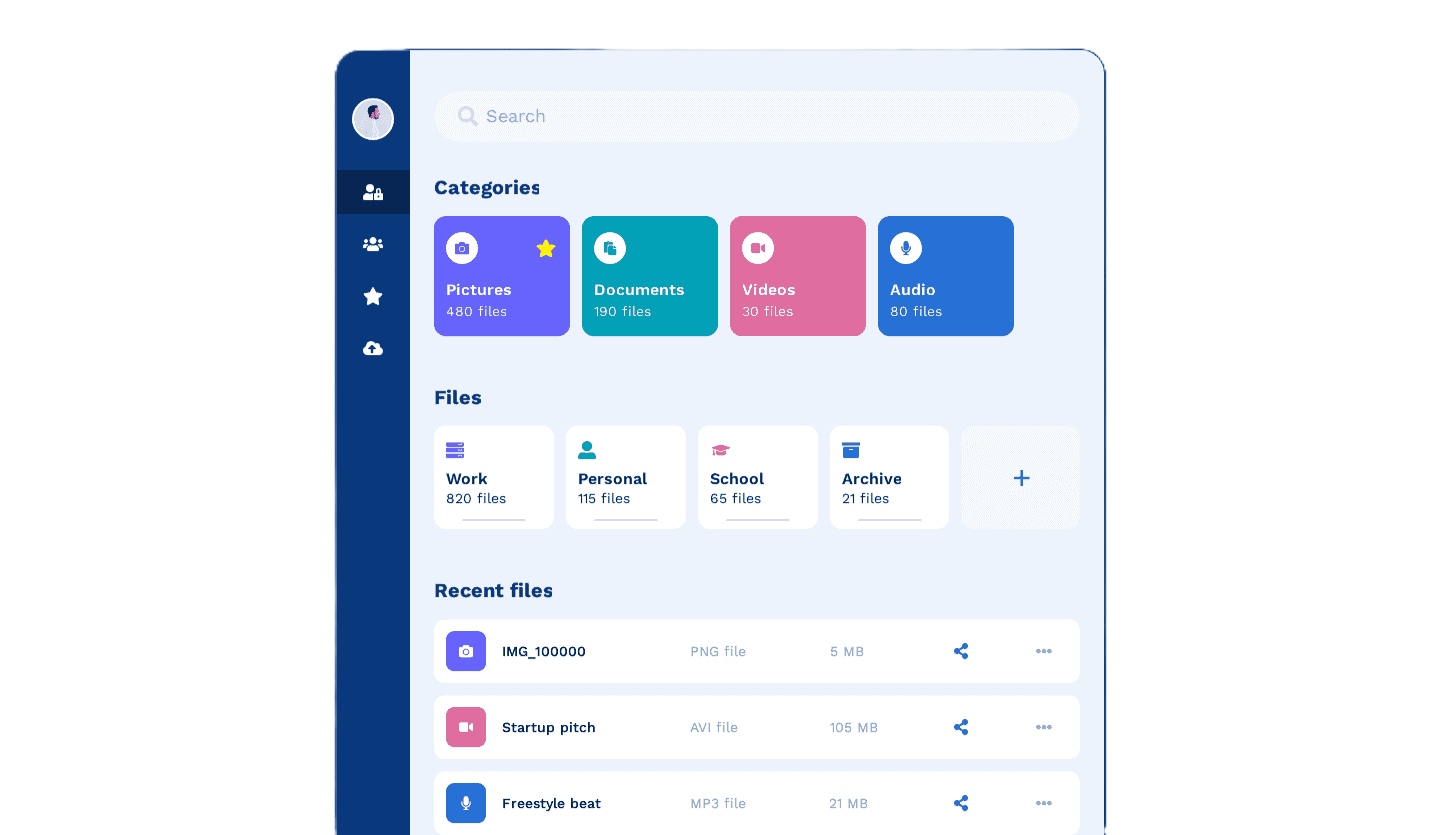 Search
Categories
Pictures
480 files
Documents
190 files
Videos
30 files
Audio
80 files
Files
Work
820 files
Personal
115 files
School
65 files
Archive
21 files
Recent files
IMG_100000 PNG file 5 MB
Startup pitch AVI file 105 MB
Freestyle beat MP3 file 21 MB